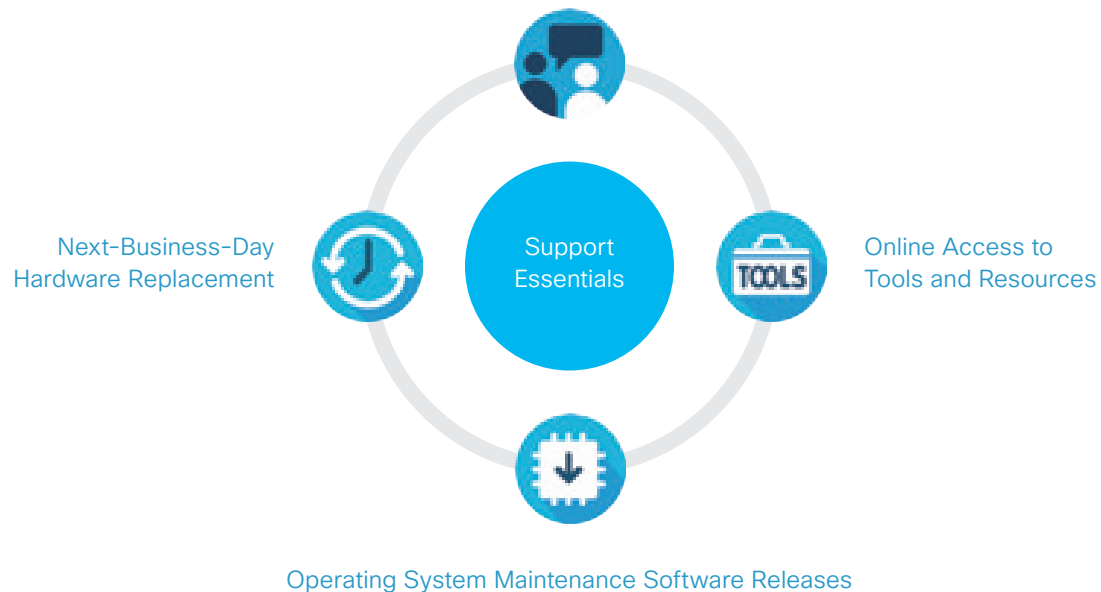 Next-Business-Day
Hardware Replacement
Support
Essentials
TOOLS
Online Access to
Tools and Resources
Operating System Maintenance Software Releases